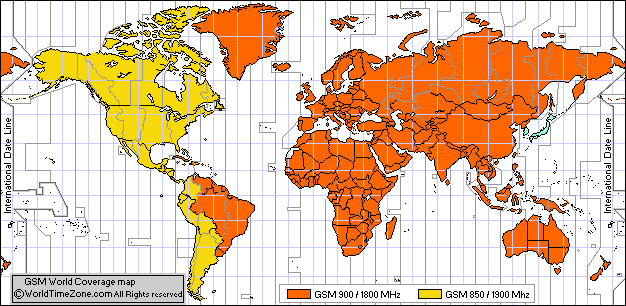 International Date Line
International Date Line
GSM World Coverage map
©WorldTimeZone.com All Rights reserved
GSM 900 / 1800 MHz
GSM 850 / 1900 Mhz